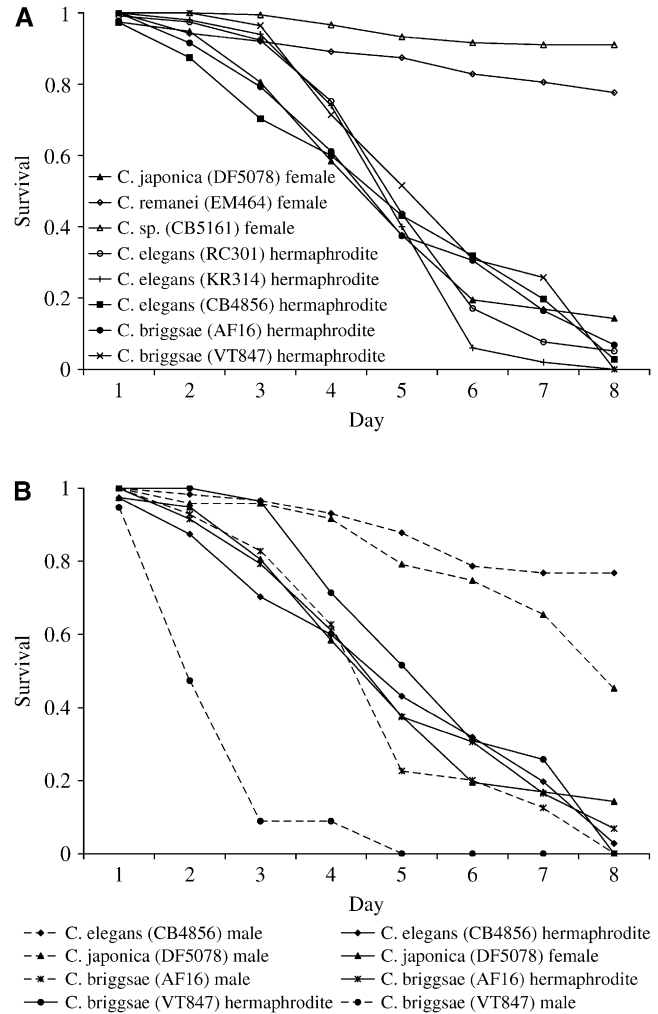 A
1
0.8
0.6
0.4
0.2
0
Survival
C. japonica (DF5078) female
C. remanei (EM464) female
C. sp. (CB5161) female
C. elegans (RC301) hermaphrodite
C. elegans (KR314) hermaphrodite
C. elegans (CB4856) hermaphrodite
C. briggsae (AF16) hermaphrodite
C. briggsae (VT847) hermaphrodite
1 2 3 4 5 6 7 8
Day
B
1
0.8
0.6
0.4
0.2
0
Survival
1 2 3 4 5 6 7 8
Day
C. elegans (CB4856) male C. elegans (CB4856) hermaphrodite
C. japonica (DF5078) male C. japonica (DF5078) female
C. briggsae (AF16) male C. briggsae (AF16) hermaphrodite
C. briggsae (VT847) hermaphrodite C. briggsae (VT847) male